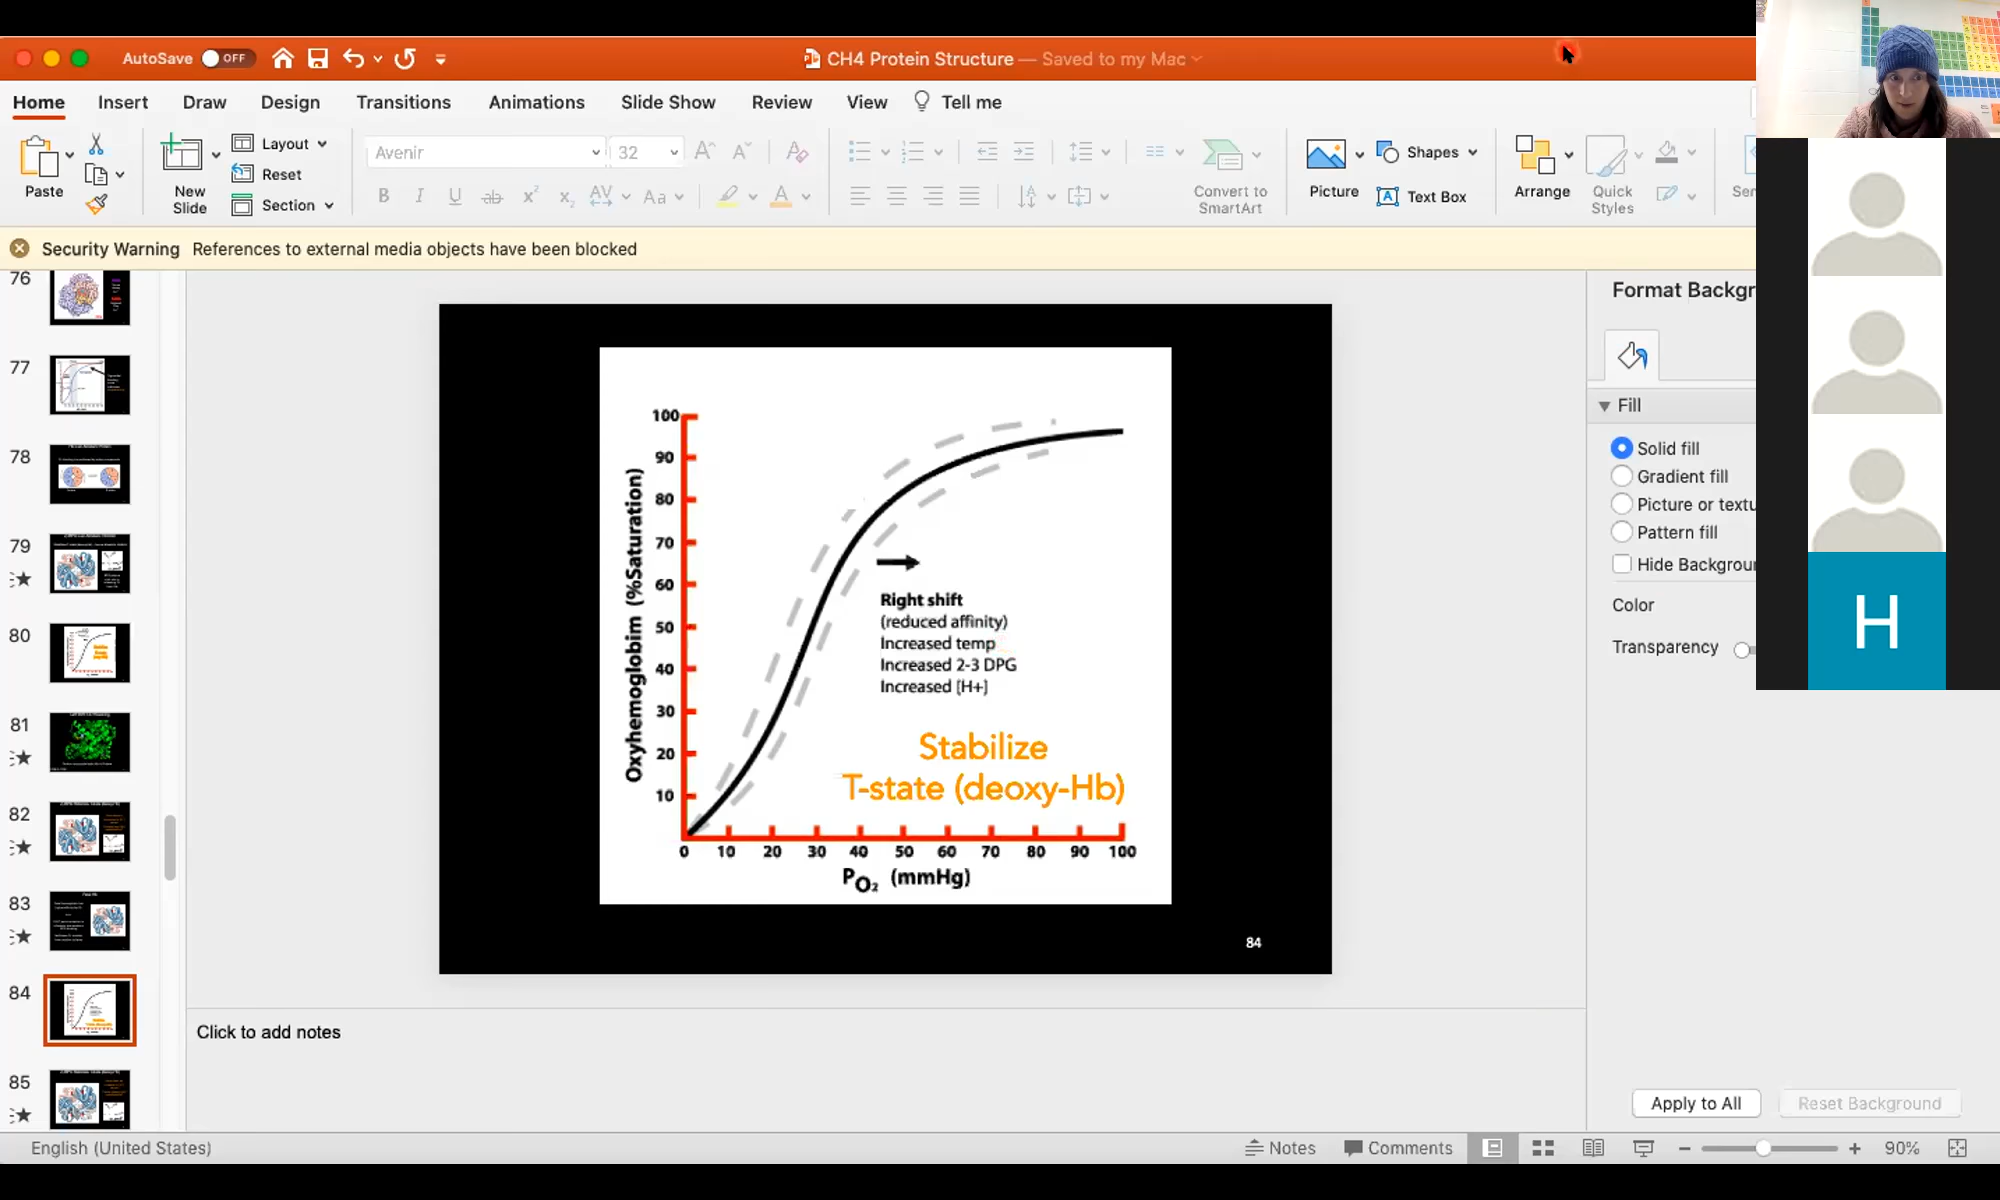 AutoSave OFF
CH4 Protein Structure — Saved to my Mac
Home Insert Draw Design Transitions Animations Slide Show Review View Tell me
Paste
New Slide
Layout
Reset
Section
Avenir
32
B I U ab x² x₂ AV Aa A
Convert to SmartArt
Picture
Shapes
Text Box
Arrange
Quick Styles
Security Warning References to external media objects have been blocked
76
77
78
79
80
81
82
83
84
85
100
90
80
70
60
50
40
30
20
10
Oxyhemoglobim (%Saturation)
Right shift
(reduced affinity)
Increased temp
Increased 2-3 DPG
Increased [H+]
Stabilize
T-state (deoxy-Hb)
0 10 20 30 40 50 60 70 80 90 100
PO₂ (mmHg)
84
Click to add notes
Format Backgr
Fill
Solid fill
Gradient fill
Picture or textu
Pattern fill
Hide Backgrou
Color
Transparency
H
Apply to All Reset Background
English (United States)
Notes Comments 90%